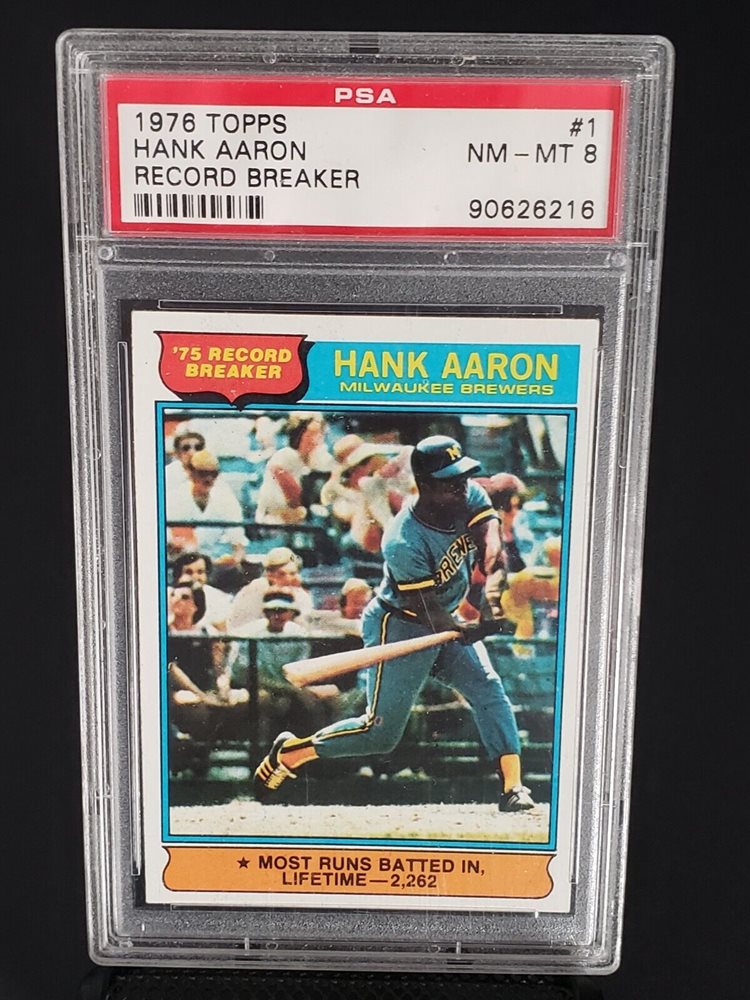 PSA
1976 TOPPS #1
HANK AARON NM-MT 8
RECORD BREAKER
90626216
'75 RECORD
BREAKER
HANK AARON
MILWAUKEE BREWERS
M
BREWE
★ MOST RUNS BATTED IN,
LIFETIME—2,262